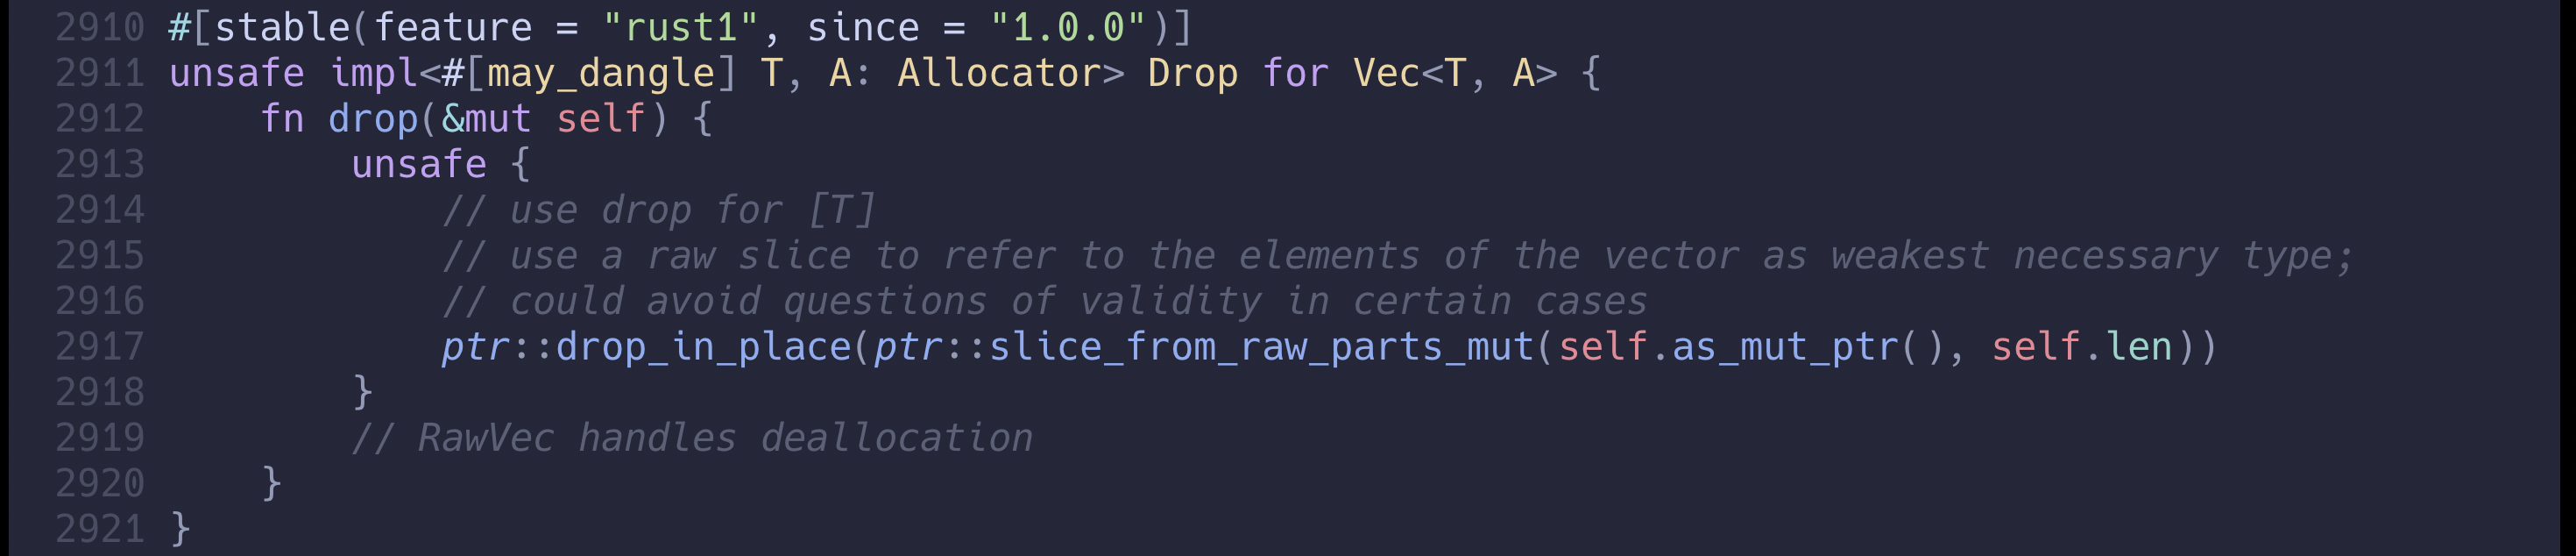 2910 #[stable(feature = "rust1", since = "1.0.0")]
2911 unsafe impl<#[may_dangle] T, A: Allocator> Drop for Vec<T, A> {
2912     fn drop(&mut self) {
2913         unsafe {
2914             // use drop for [T]
2915             // use a raw slice to refer to the elements of the vector as weakest necessary type;
2916             // could avoid questions of validity in certain cases
2917             ptr::drop_in_place(ptr::slice_from_raw_parts_mut(self.as_mut_ptr(), self.len))
2918         }
2919         // RawVec handles deallocation
2920     }
2921 }